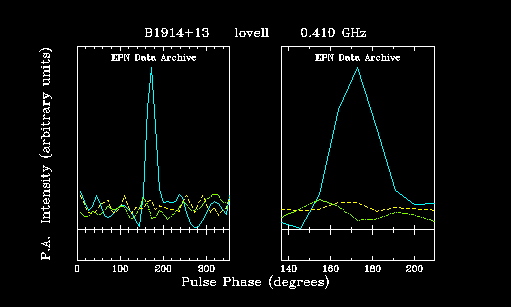 B1914+13 lovell 0.410 GHz
EPN Data Archive
EPN Data Archive
P.A. Intensity (arbitrary units)
0 100 200 300
140 160 180 200
Pulse Phase (degrees)